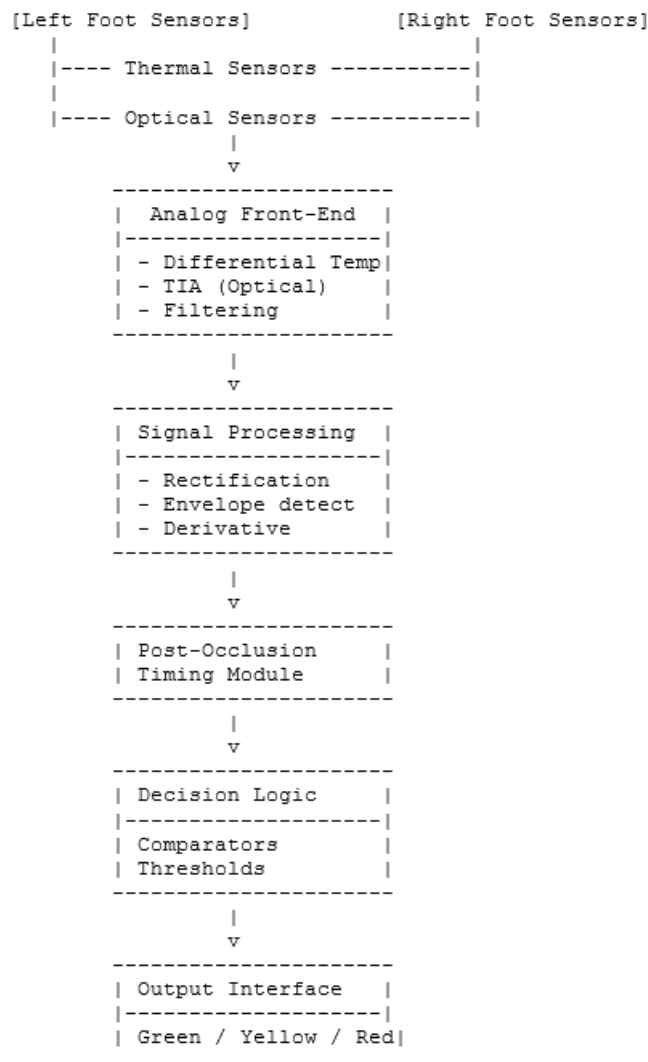 [Left Foot Sensors] [Right Foot Sensors]
| |
|---- Thermal Sensors -----------|
| |
|---- Optical Sensors -----------|
|
v
----------------------
| Analog Front-End |
|--------------------|
| - Differential Temp|
| - TIA (Optical) |
| - Filtering |
----------------------
|
v
----------------------
| Signal Processing |
|--------------------|
| - Rectification |
| - Envelope detect |
| - Derivative |
----------------------
|
v
----------------------
| Post-Occlusion |
| Timing Module |
----------------------
|
v
----------------------
| Decision Logic |
|--------------------|
| Comparators |
| Thresholds |
----------------------
|
v
----------------------
| Output Interface |
|--------------------|
| Green / Yellow / Red|